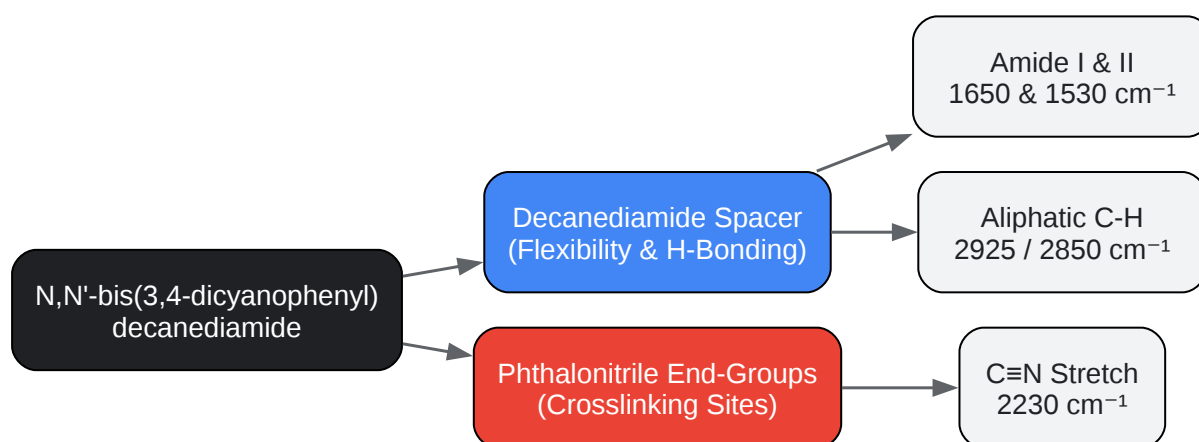 Amide I & II
1650 & 1530 cm⁻¹
Decanediamide Spacer
(Flexibility & H-Bonding)
Aliphatic C-H
2925 / 2850 cm⁻¹
N,N'-bis(3,4-dicyanophenyl)
decanediamide
Phthalonitrile End-Groups
(Crosslinking Sites)
C≡N Stretch
2230 cm⁻¹